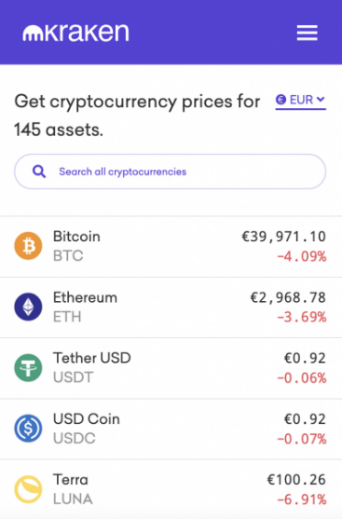 kraken
Get cryptocurrency prices for
EUR
145 assets.
Search all cryptocurrencies
Bitcoin €39,971.10
BTC -4.09%
Ethereum €2,968.78
ETH -3.69%
Tether USD €0.92
USDT -0.06%
USD Coin €0.92
USDC -0.07%
Terra €100.26
LUNA -6.91%